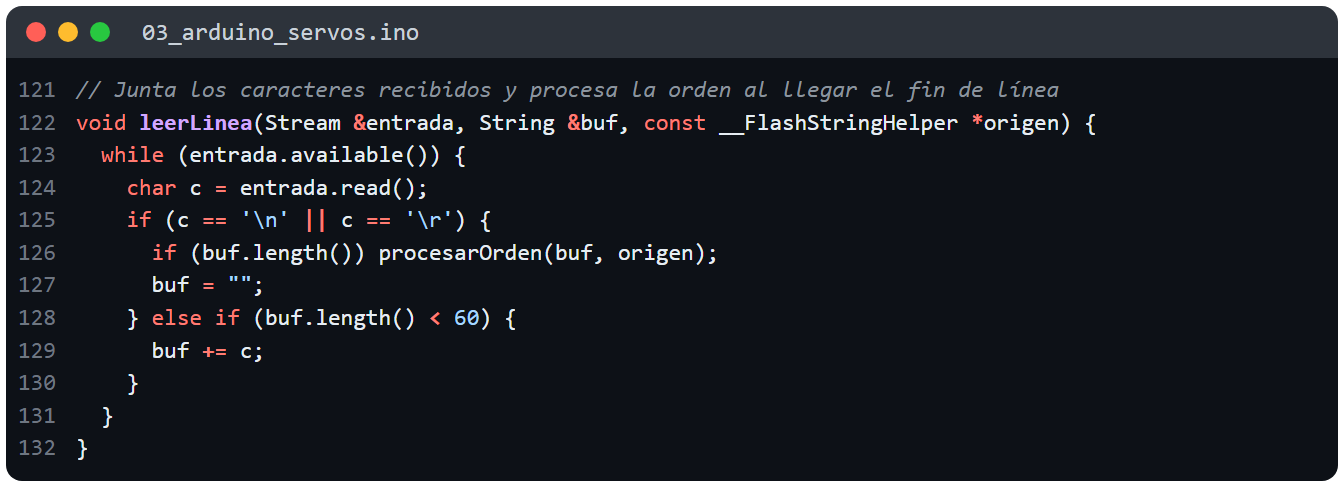 03_arduino_servos.ino
121 // Junta los caracteres recibidos y procesa la orden al llegar el fin de línea
122 void leerLinea(Stream &entrada, String &buf, const __FlashStringHelper *origen) {
123   while (entrada.available()) {
124     char c = entrada.read();
125     if (c == '\n' || c == '\r') {
126       if (buf.length()) procesarOrden(buf, origen);
127       buf = "";
128     } else if (buf.length() < 60) {
129       buf += c;
130     }
131   }
132 }